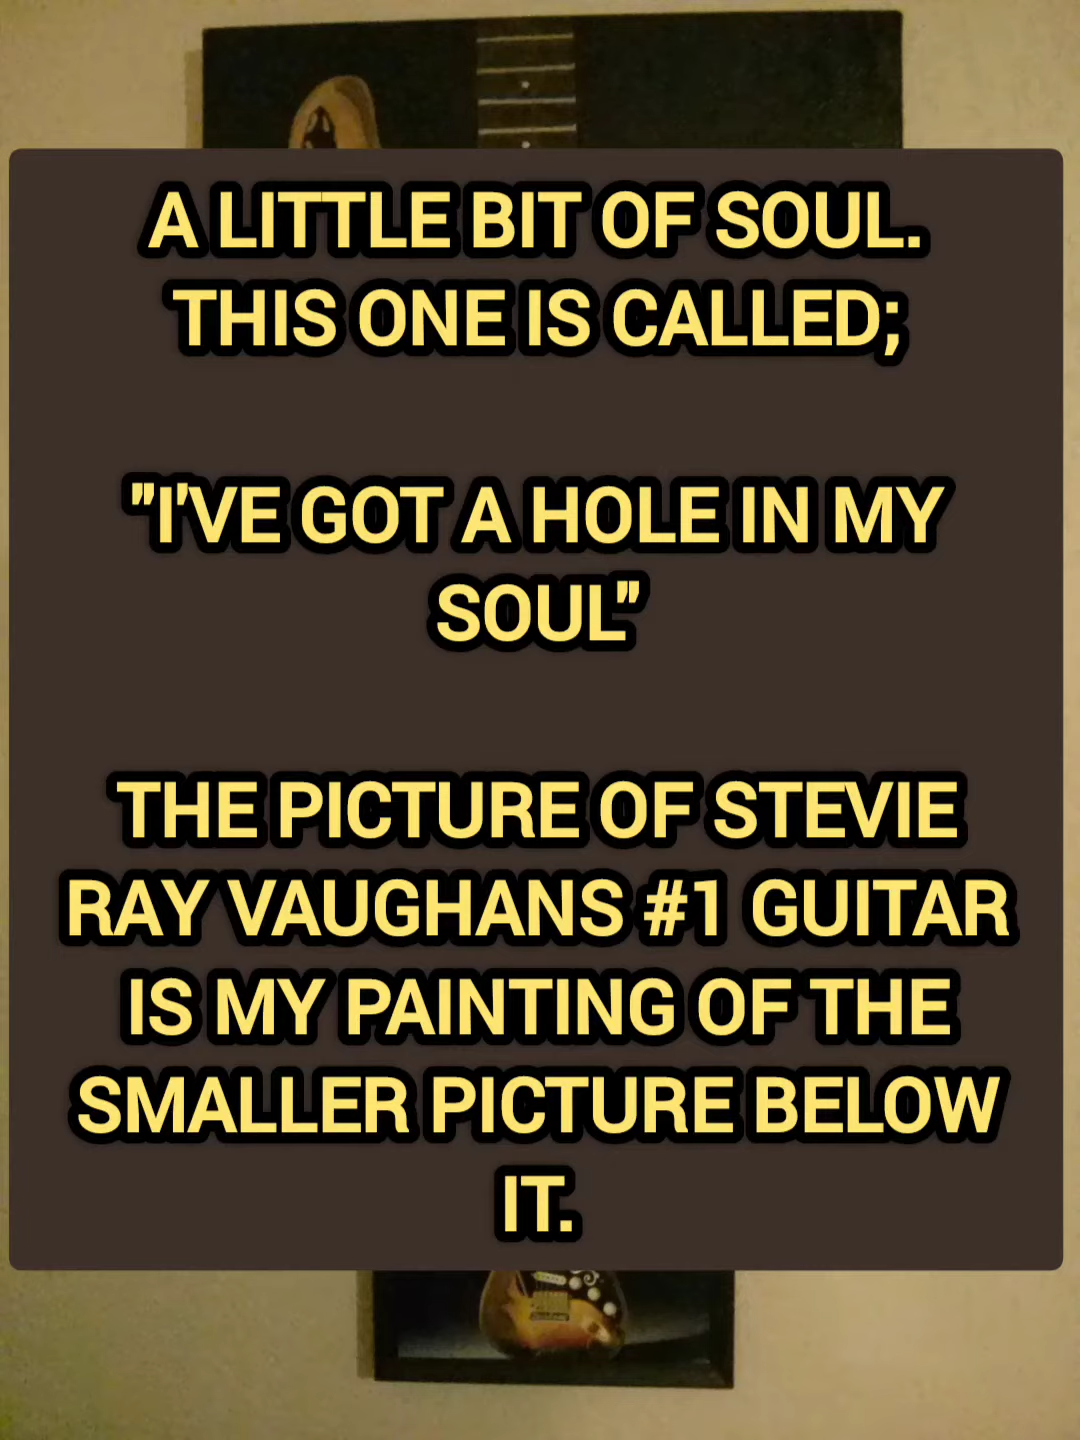 A LITTLE BIT OF SOUL.
THIS ONE IS CALLED;
"I'VE GOT A HOLE IN MY
SOUL"
THE PICTURE OF STEVIE
RAY VAUGHANS #1 GUITAR
IS MY PAINTING OF THE
SMALLER PICTURE BELOW
IT.